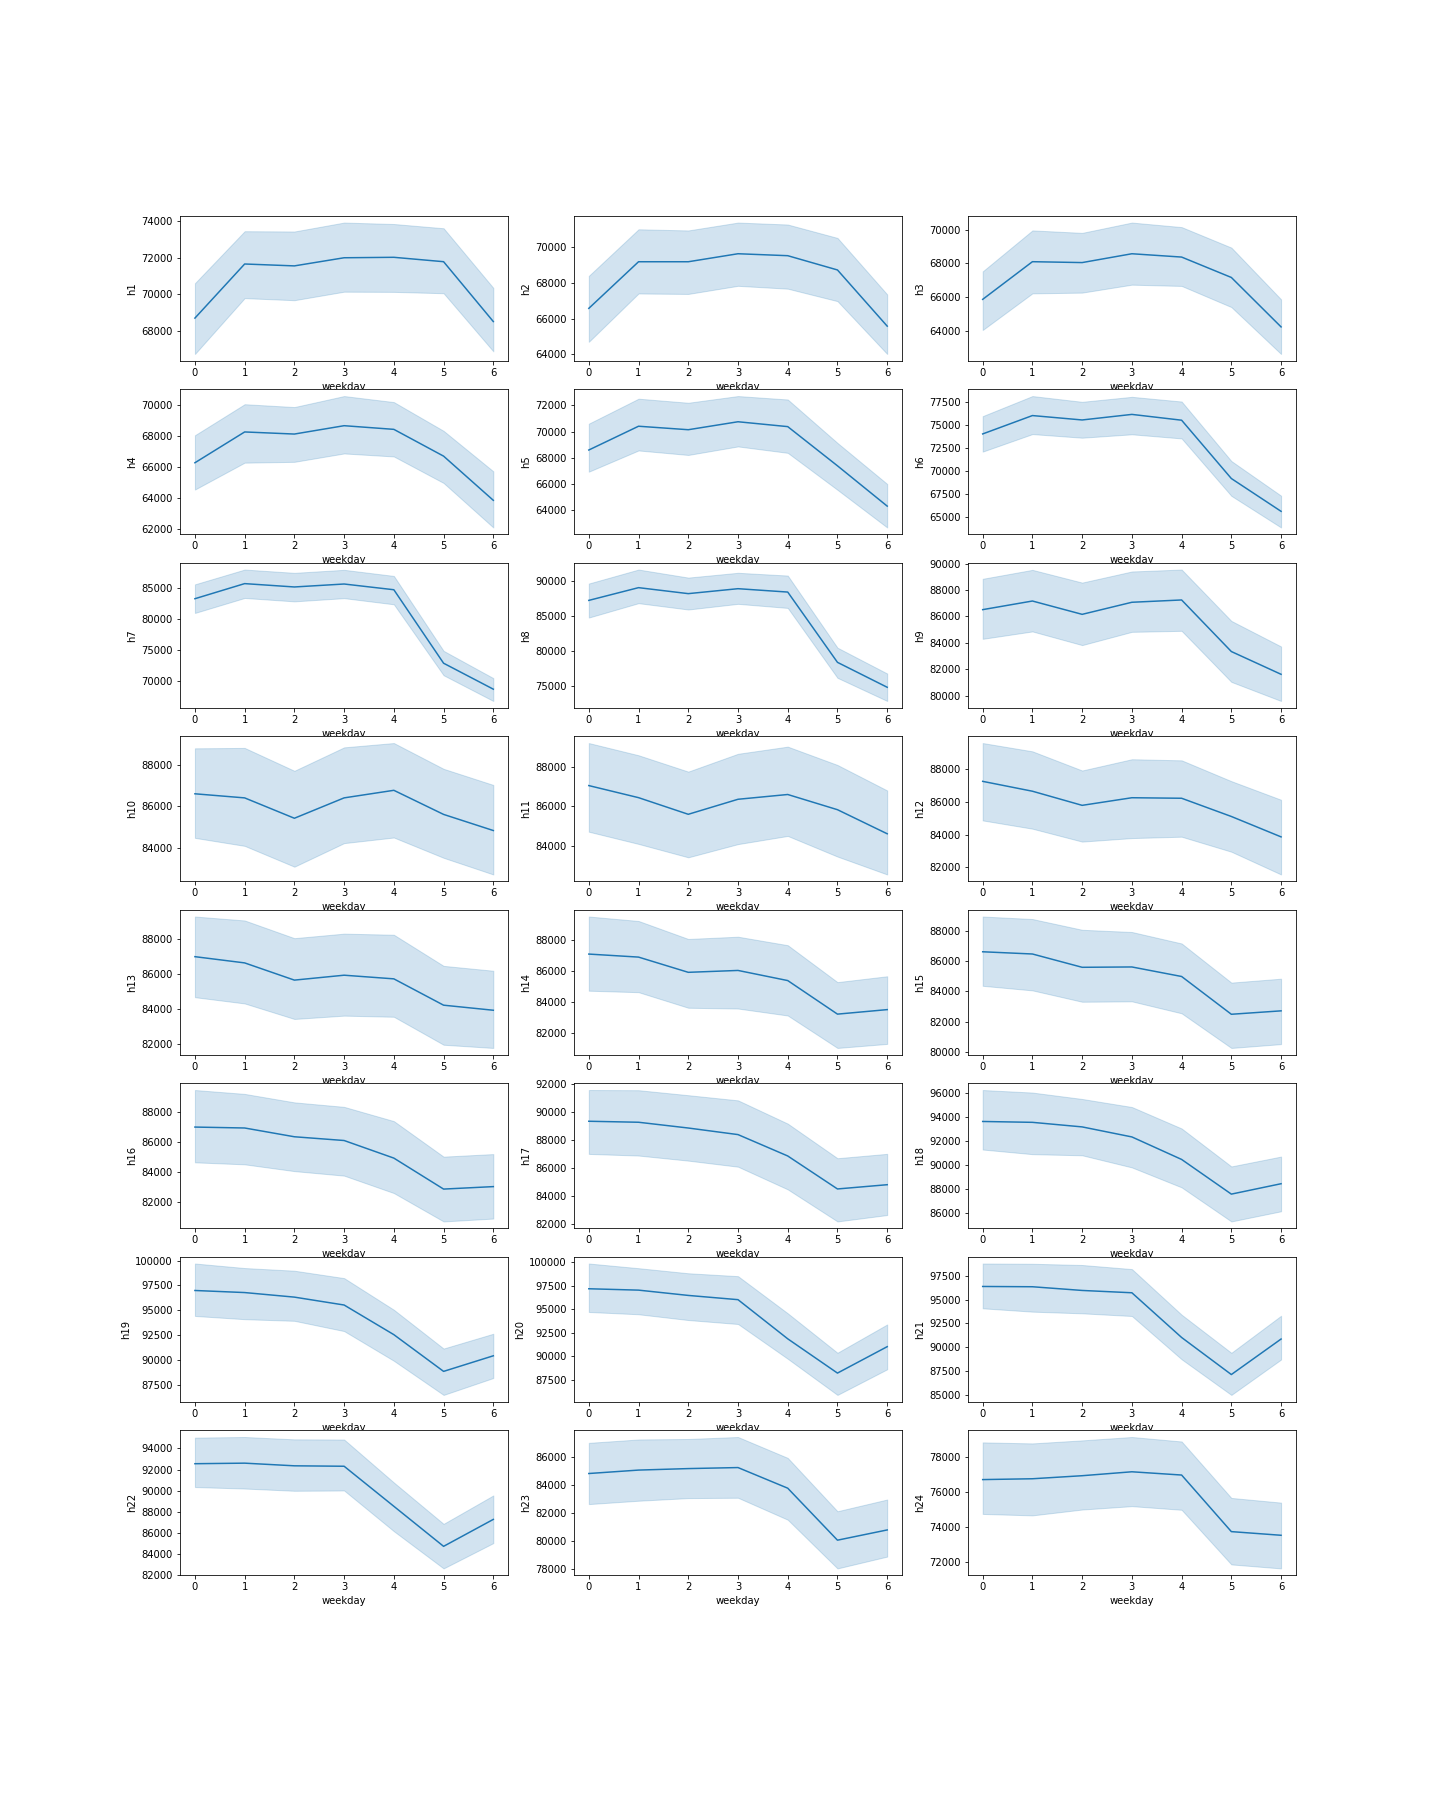 74000
72000
70000
68000
h1
0 1 2 3 4 5 6
weekday
70000
68000
66000
64000
h2
0 1 2 3 4 5 6
weekday
70000
68000
66000
64000
h3
0 1 2 3 4 5 6
weekday
70000
68000
66000
64000
62000
h4
0 1 2 3 4 5 6
weekday
72000
70000
68000
66000
64000
h5
0 1 2 3 4 5 6
weekday
77500
75000
72500
70000
67500
65000
h6
0 1 2 3 4 5 6
weekday
85000
80000
75000
70000
h7
0 1 2 3 4 5 6
weekday
90000
85000
80000
75000
h8
0 1 2 3 4 5 6
weekday
90000
88000
86000
84000
82000
80000
h9
0 1 2 3 4 5 6
weekday
88000
86000
84000
h10
0 1 2 3 4 5 6
weekday
88000
86000
84000
h11
0 1 2 3 4 5 6
weekday
88000
86000
84000
82000
h12
0 1 2 3 4 5 6
weekday
88000
86000
84000
82000
h13
0 1 2 3 4 5 6
weekday
88000
86000
84000
82000
h14
0 1 2 3 4 5 6
weekday
88000
86000
84000
82000
80000
h15
0 1 2 3 4 5 6
weekday
88000
86000
84000
82000
h16
0 1 2 3 4 5 6
weekday
92000
90000
88000
86000
84000
82000
h17
0 1 2 3 4 5 6
weekday
96000
94000
92000
90000
88000
86000
h18
0 1 2 3 4 5 6
weekday
100000
97500
95000
92500
90000
87500
h19
0 1 2 3 4 5 6
weekday
100000
97500
95000
92500
90000
87500
h20
0 1 2 3 4 5 6
weekday
97500
95000
92500
90000
87500
85000
h21
0 1 2 3 4 5 6
weekday
94000
92000
90000
88000
86000
84000
82000
h22
0 1 2 3 4 5 6
weekday
86000
84000
82000
80000
78000
h23
0 1 2 3 4 5 6
weekday
78000
76000
74000
72000
h24
0 1 2 3 4 5 6
weekday